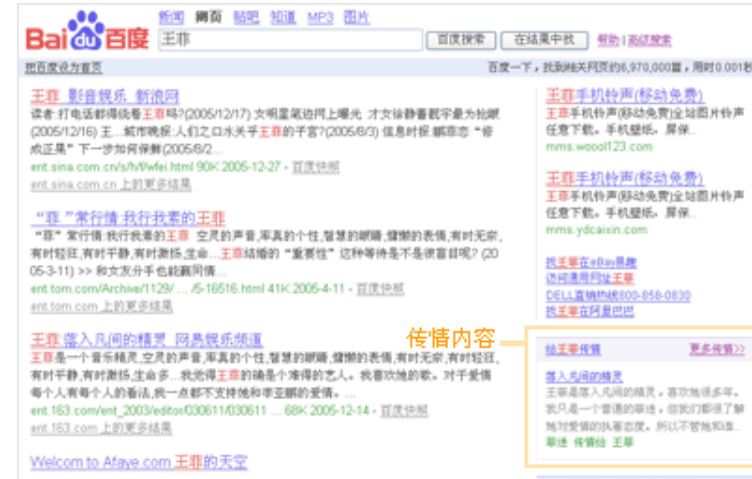 新闻 網頁 贴吧 知道 MP3 图片
Bai du 百度 王菲 百度搜索 在结果中找 帮助 | 高级搜索
把百度设为首页 百度一下，找到相关网页约6,970,000篇，用时0.001秒
王菲 影音娱乐 新浪网
读者:打电话都得绕着王菲吗?(2005/12/17) 女明星笔迹网上曝光 才女徐静蕾靓字最为抢眼
(2005/12/16) 王...城市晚报:人们之口水关乎王菲的子宫?(2005/8/3) 信息时报:鹏菲恋 “修
成正果” 下一步如何保鲜(2005/8/2...
ent.sina.com.cn/s/h/f/wfei.html 90K 2005-12-27 - 百度快照
ent.sina.com.cn 上的更多结果
“菲 ”常行情:我行我素的王菲
“菲” 常行情:我行我素的王菲 空灵的声音,率真的个性,智慧的眼睛,慵懒的表情,有时无奈,
有时轻狂,有时平静,有时激扬,生命...王菲结婚的 “重要性” 这种等待是不是很盲目呢? (20
05-3-11) >> 和女友分手也能赢同情...
ent.tom.com/Archive/1129/ ... /5-16516.html 41K 2005-4-11 - 百度快照
ent.tom.com 上的更多结果
王菲:落入凡间的精灵_网易娱乐频道
王菲是一个音乐精灵,空灵的声音,率真的个性,智慧的眼睛,慵懒的表情,有时无奈,有时轻狂,
有时平静,有时激扬,生命多...我觉得王菲的确是个难得的艺人。我喜欢她的歌。对于爱情
每个人有每个人的看法,我一点都不支持她和李亚鹏的爱情。...
ent.163.com/ent_2003/editor/030611/030611 ... 68K 2005-12-14 - 百度快照
ent.163.com 上的更多结果
Welcom to Afaye.com 王菲的天空
王菲手机铃声(移动免费)
王菲手机铃声(移动免费)全站图片铃声
任意下载。手机壁纸、屏保..
mms.woool123.com
王菲手机铃声(移动免费)
王菲手机铃声(移动免费)全站图片铃声
任意下载。手机壁纸、屏保..
mms.ydcaixin.com
找王菲在eBay易趣
访问通用网址王菲
DELL直销热线800-858-0830
找王菲在阿里巴巴
传情内容
给王菲传情 更多传情>>
落入凡间的精灵
王菲是落入凡间的精灵，喜欢她很多年。
我只是一个普通的菲迷，但我们都很了解
她对爱情的执著态度。所以不管她和谁..
菲迷 传情给 王菲